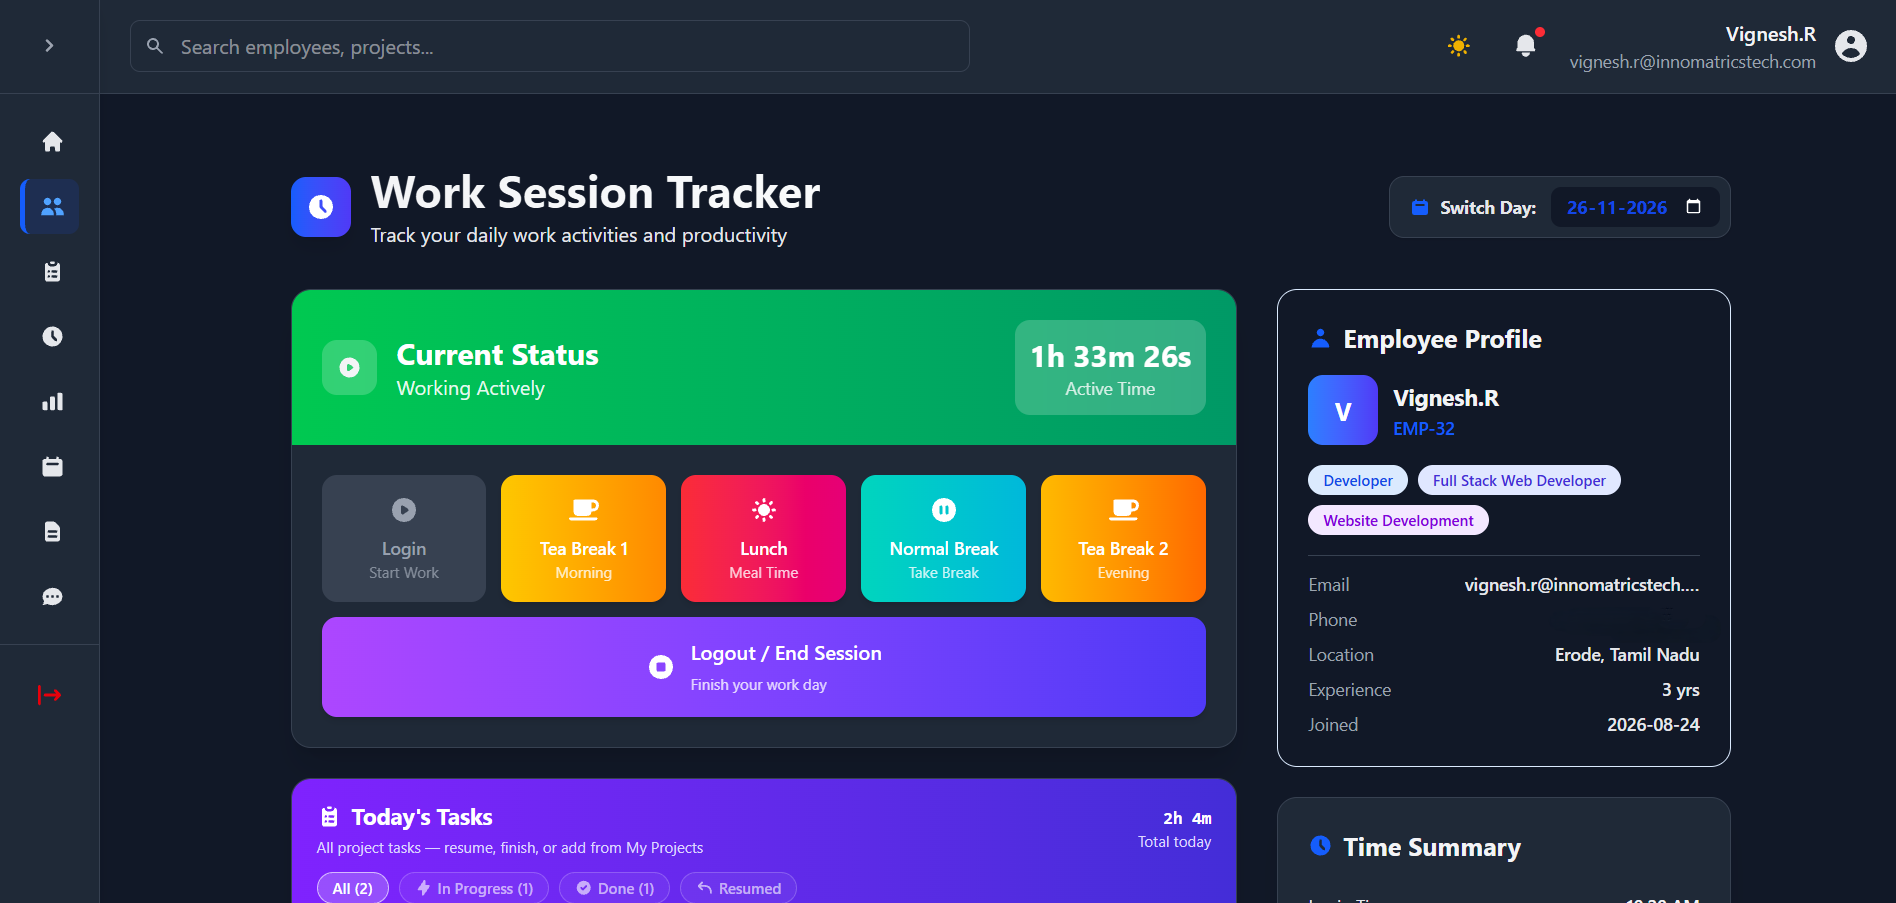 Search employees, projects...
Vignesh.R
vignesh.r@innomatricstech.com
Work Session Tracker
Track your daily work activities and productivity
Switch Day: 26-11-2026
Current Status
Working Actively
1h 33m 26s
Active Time
Login
Start Work
Tea Break 1
Morning
Lunch
Meal Time
Normal Break
Take Break
Tea Break 2
Evening
Logout / End Session
Finish your work day
Today's Tasks
All project tasks — resume, finish, or add from My Projects
2h 4m
Total today
All (2)
In Progress (1)
Done (1)
Resumed
Employee Profile
V
Vignesh.R
EMP-32
Developer
Full Stack Web Developer
Website Development
Email vignesh.r@innomatricstech....
Phone
Location Erode, Tamil Nadu
Experience 3 yrs
Joined 2026-08-24
Time Summary